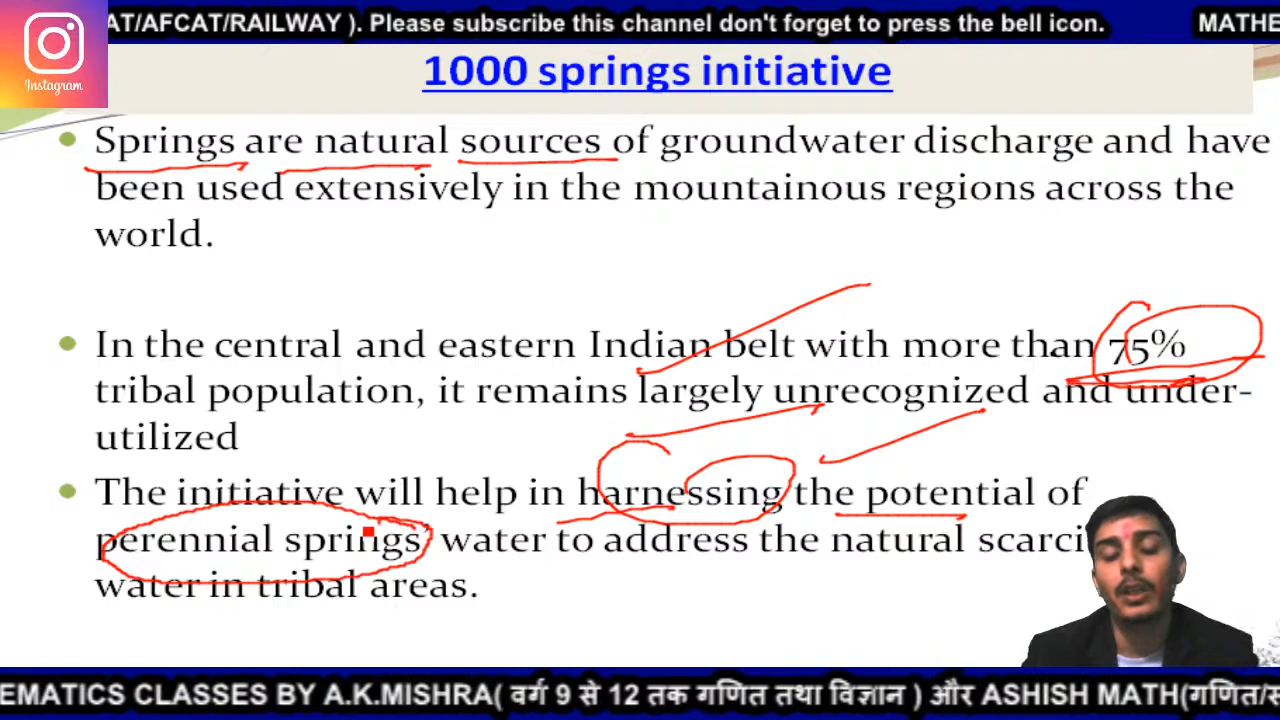 AT/AFCAT/RAILWAY ). Please subscribe this channel don't forget to press the bell icon. MATHE
Instagram
1000 springs initiative
Springs are natural sources of groundwater discharge and have
been used extensively in the mountainous regions across the
world.
In the central and eastern Indian belt with more than 75%
tribal population, it remains largely unrecognized and under-
utilized
The initiative will help in harnessing the potential of
perennial springs' water to address the natural scarci
water in tribal areas.
EMATICS CLASSES BY A.K.MISHRA( वर्ग 9 से 12 तक गणित तथा विज्ञान ) और ASHISH MATH(गणित/स